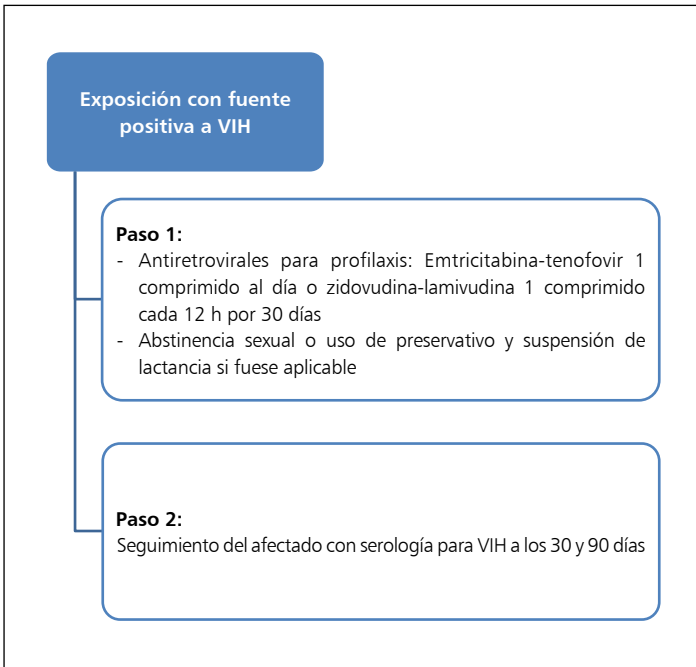 Exposición con fuente
positiva a VIH
Paso 1:
- Antiretrovirales para profilaxis: Emtricitabina-tenofovir 1
comprimido al día o zidovudina-lamivudina 1 comprimido
cada 12 h por 30 días
- Abstinencia sexual o uso de preservativo y suspensión de
lactancia si fuese aplicable
Paso 2:
Seguimiento del afectado con serología para VIH a los 30 y 90 días